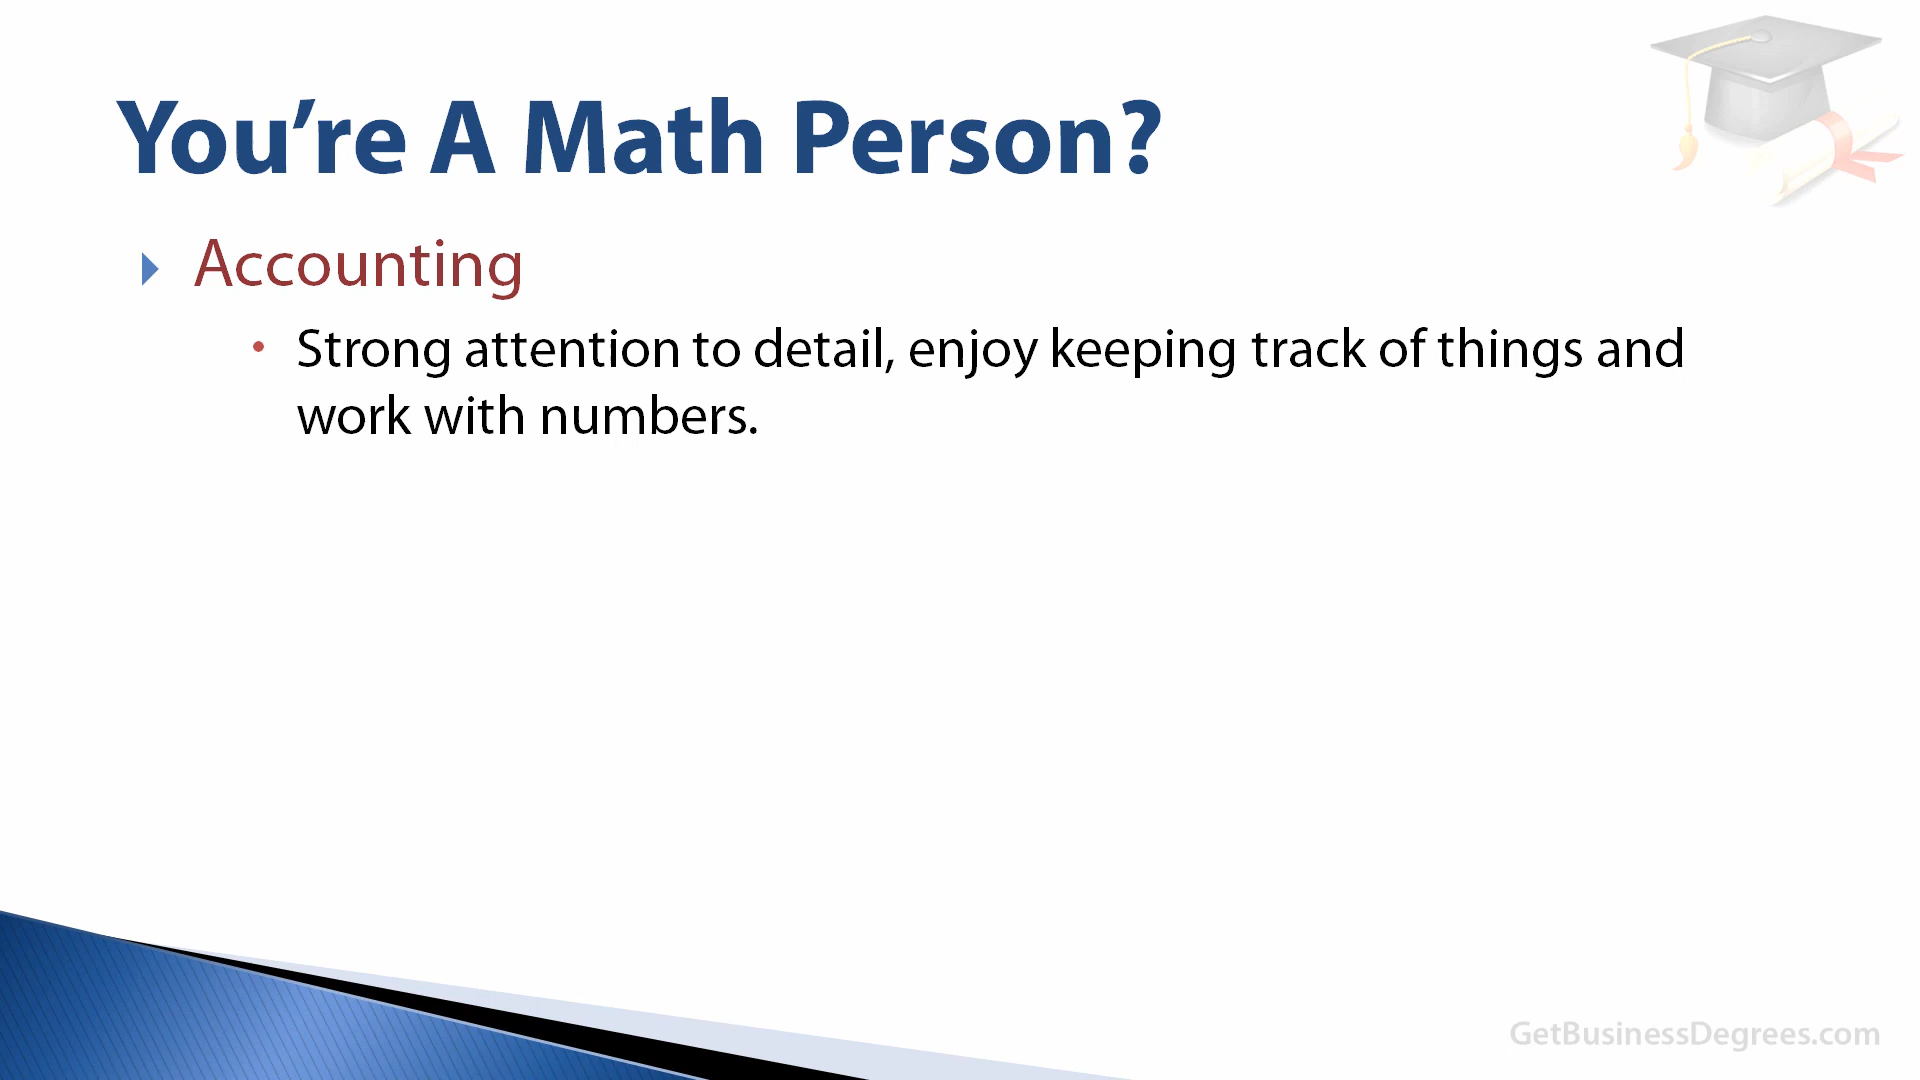 You’re A Math Person?
Accounting
Strong attention to detail, enjoy keeping track of things and
work with numbers.
GetBusinessDegrees.com